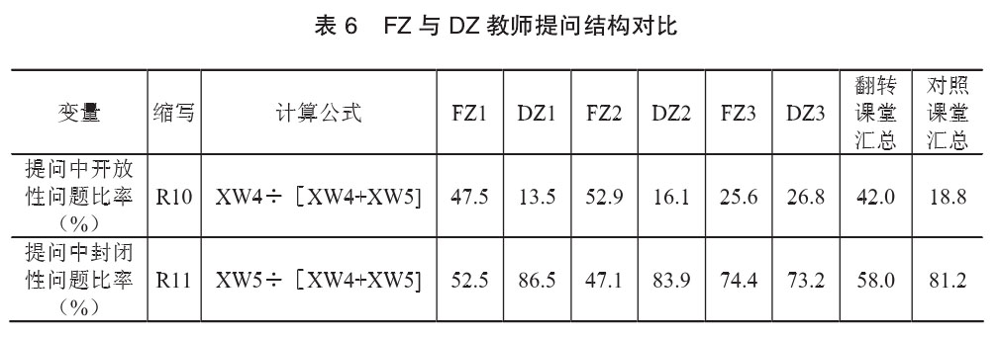 表 6 FZ 与 DZ 教师提问结构对比
变量 缩写 计算公式 FZ1 DZ1 FZ2 DZ2 FZ3 DZ3 翻转课堂汇总 对照课堂汇总
提问中开放
性问题比率
（%）
R10 XW4÷［XW4+XW5] 47.5 13.5 52.9 16.1 25.6 26.8 42.0 18.8
提问中封闭
性问题比率
（%）
R11 XW5÷［XW4+XW5] 52.5 86.5 47.1 83.9 74.4 73.2 58.0 81.2